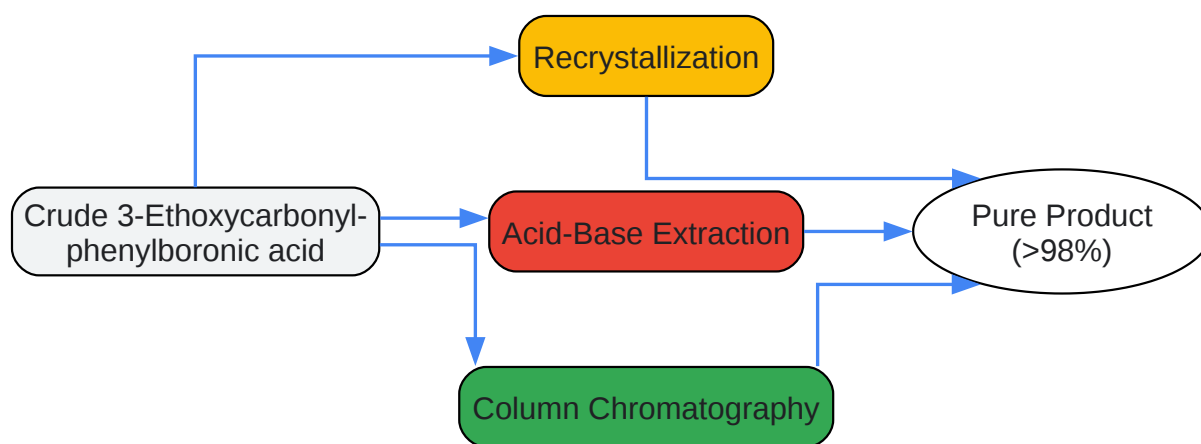 Recrystallization
Crude 3-Ethoxycarbonyl-
phenylboronic acid
Acid-Base Extraction
Pure Product
(>98%)
Column Chromatography